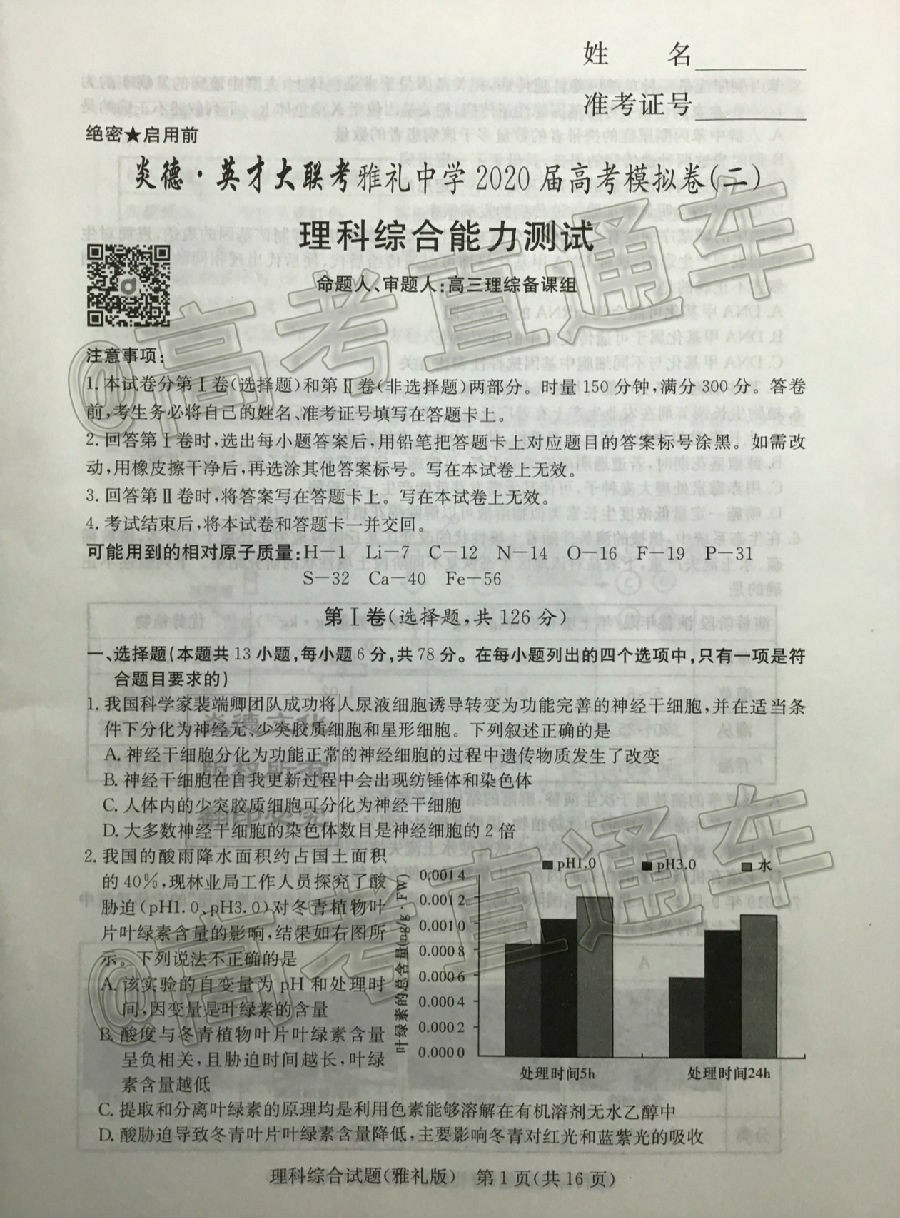 姓　　名
准考证号
绝密★启用前
炎德·英才大联考雅礼中学2020届高考模拟卷(二)
理科综合能力测试
命题人、审题人:高三理综备课组
注意事项:
1.本试卷分第Ⅰ卷(选择题)和第Ⅱ卷(非选择题)两部分。时量150分钟,满分300分。答卷
前,考生务必将自己的姓名、准考证号填写在答题卡上。
2.回答第Ⅰ卷时,选出每小题答案后,用铅笔把答题卡上对应题目的答案标号涂黑。如需改
动,用橡皮擦干净后,再选涂其他答案标号。写在本试卷上无效。
3.回答第Ⅱ卷时,将答案写在答题卡上。写在本试卷上无效。
4.考试结束后,将本试卷和答题卡一并交回。
可能用到的相对原子质量:H—1　Li—7　C—12　N—14　O—16　F—19　P—31
S—32　Ca—40　Fe—56
第Ⅰ卷(选择题,共126分)
一、选择题(本题共13小题,每小题6分,共78分。在每小题列出的四个选项中,只有一项是符
合题目要求的)
1.我国科学家裴端卿团队成功将人尿液细胞诱导转变为功能完善的神经干细胞,并在适当条
件下分化为神经元、少突胶质细胞和星形细胞。下列叙述正确的是
A.神经干细胞分化为功能正常的神经细胞的过程中遗传物质发生了改变
B.神经干细胞在自我更新过程中会出现纺锤体和染色体
C.人体内的少突胶质细胞可分化为神经干细胞
D.大多数神经干细胞的染色体数目是神经细胞的2倍
2.我国的酸雨降水面积约占国土面积
的40%,现林业局工作人员探究了酸
胁迫(pH1.0、pH3.0)对冬青植物叶
片叶绿素含量的影响,结果如右图所
示。下列说法不正确的是
A.该实验的自变量为pH和处理时
间,因变量是叶绿素的含量
B.酸度与冬青植物叶片叶绿素含量
呈负相关,且胁迫时间越长,叶绿
素含量越低
■pH1.0　■pH3.0　■水
叶绿素的总含量(mg/g·FW)
0.0014
0.0012
0.0010
0.0008
0.0006
0.0004
0.0002
0.0000
处理时间5h　处理时间24h
C.提取和分离叶绿素的原理均是利用色素能够溶解在有机溶剂无水乙醇中
D.酸胁迫导致冬青叶片叶绿素含量降低,主要影响冬青对红光和蓝紫光的吸收
理科综合试题(雅礼版)　第1页(共16页)
@高考直通车
@高考直通车